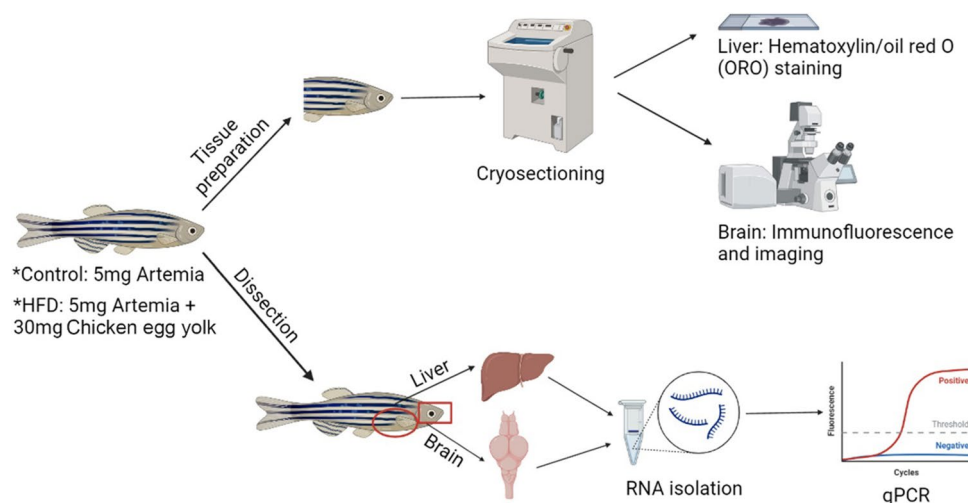 Tissue
preparation
Cryosectioning
Liver: Hematoxylin/oil red O
(ORO) staining
Brain: Immunofluorescence
and imaging
*Control: 5mg Artemia
*HFD: 5mg Artemia +
30mg Chicken egg yolk
Dissection
Liver
Brain
RNA isolation
Fluorescence
Positive
Threshold
Negative
Cycles
qPCR